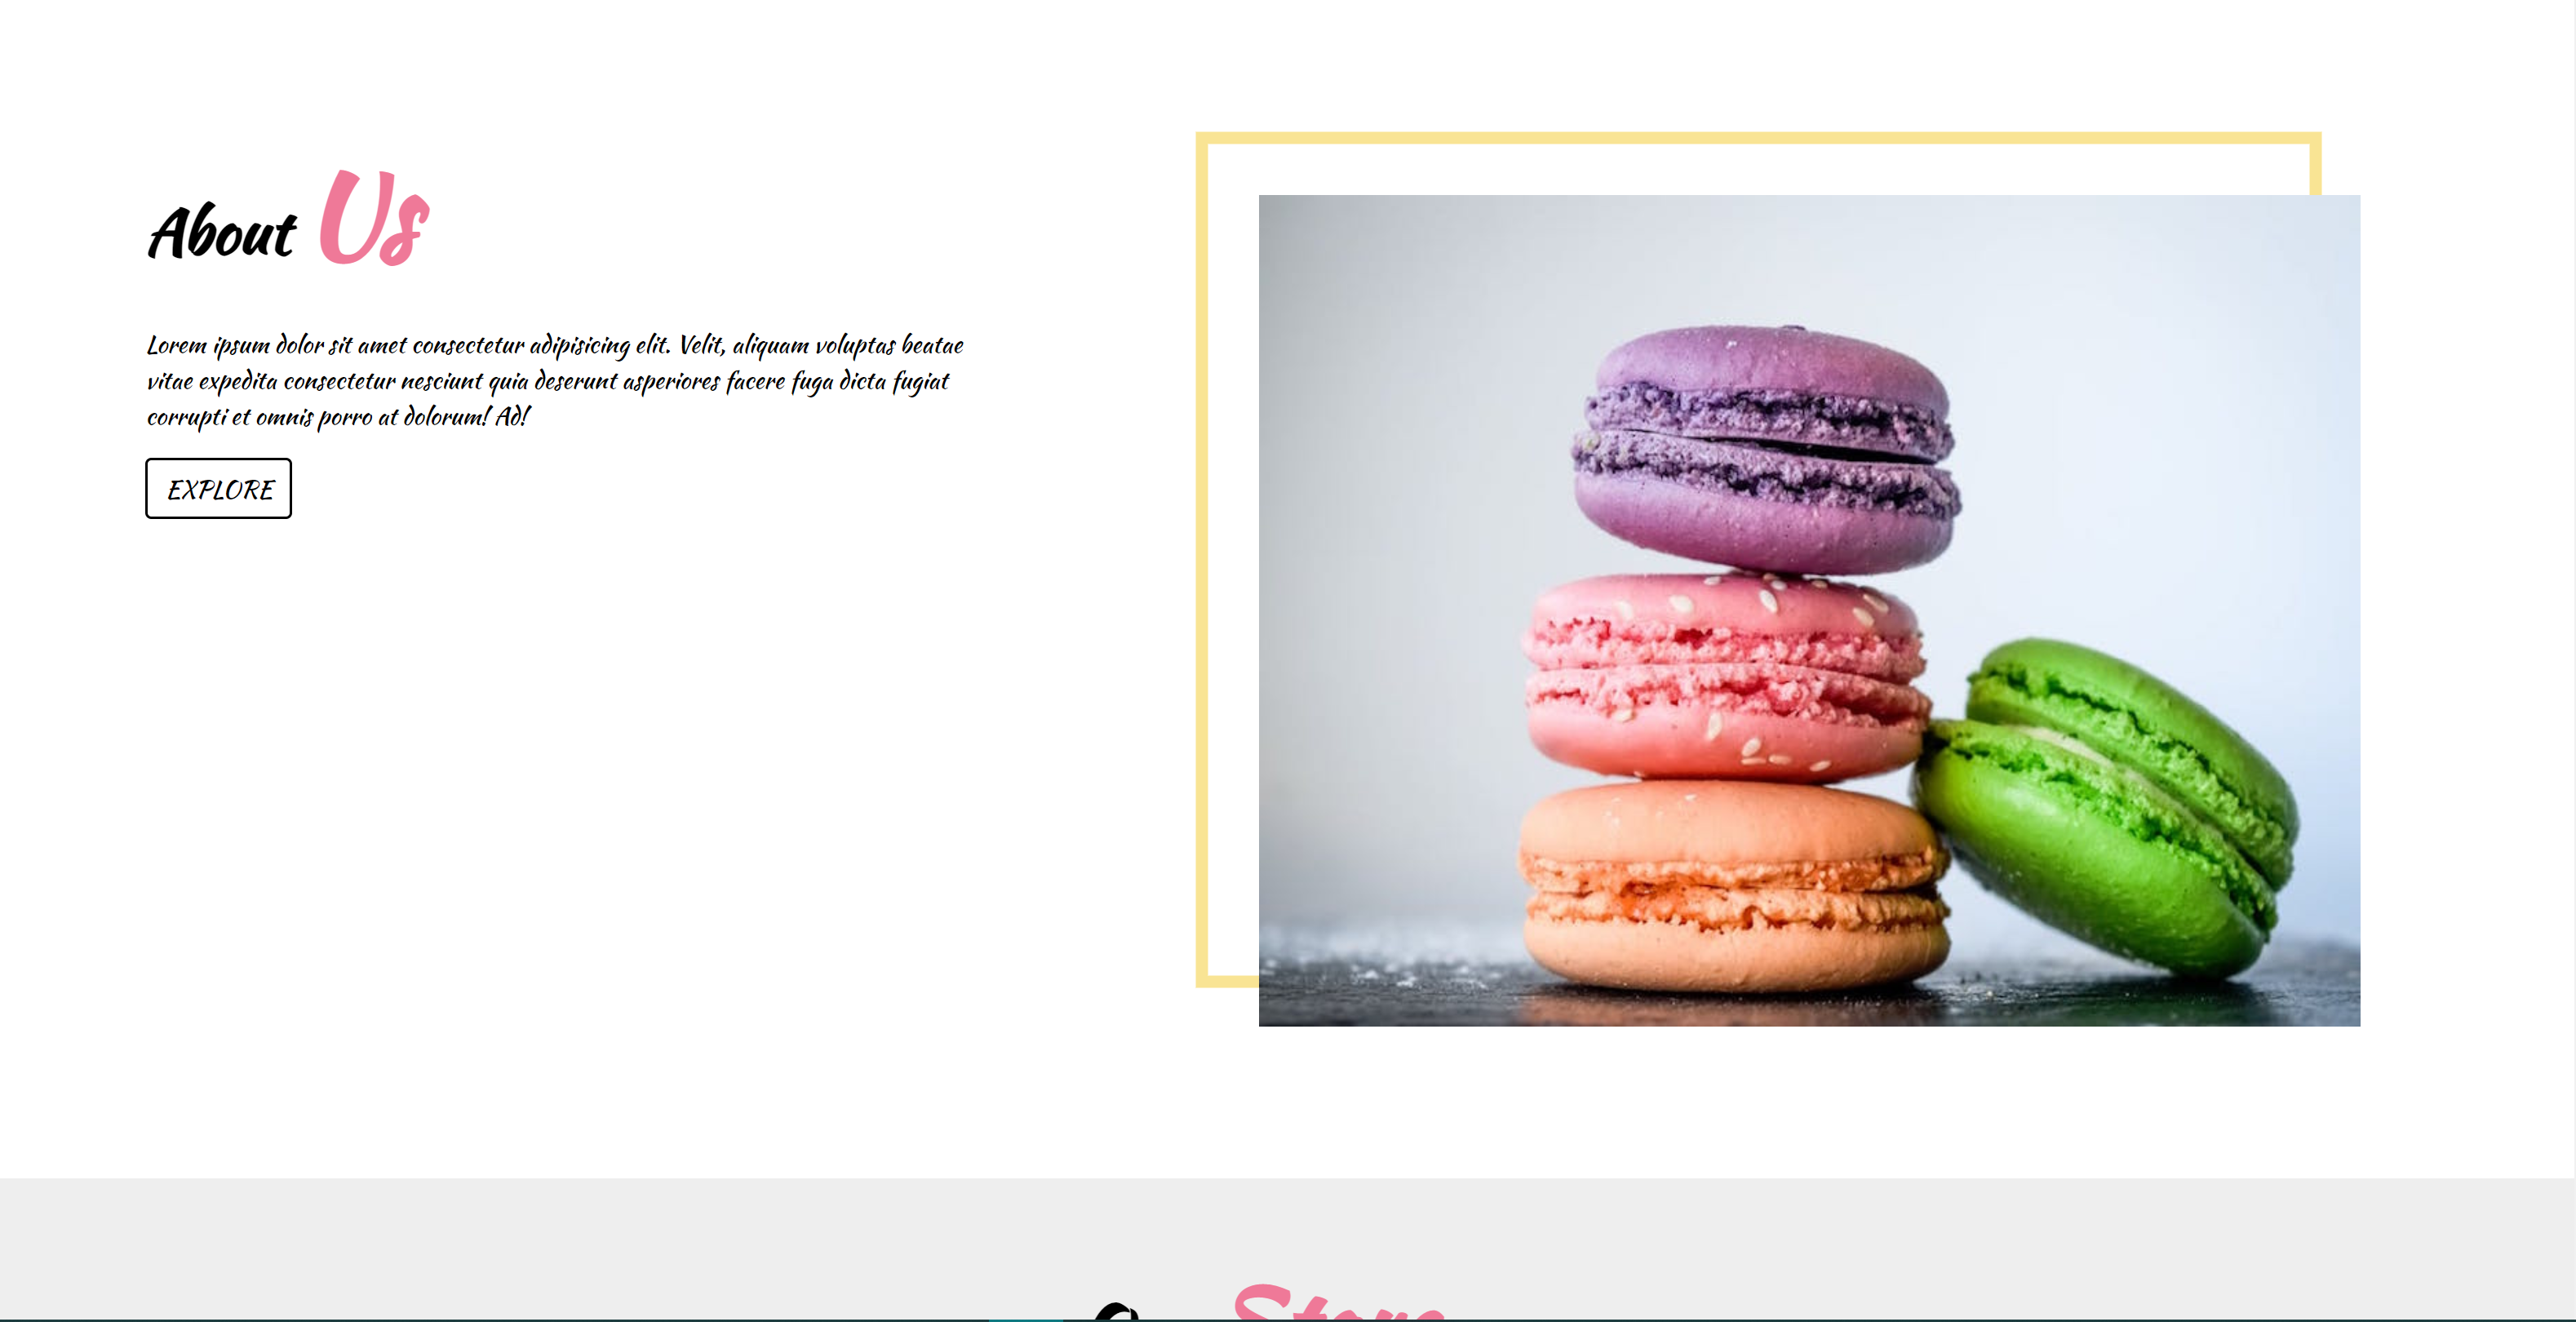 About Us
Lorem ipsum dolor sit amet consectetur adipisicing elit. Velit, aliquam voluptas beatae
vitae expedita consectetur nesciunt quia deserunt asperiores facere fuga dicta fugiat
corrupti et omnis porro at dolorum! Ad!
EXPLORE
Store